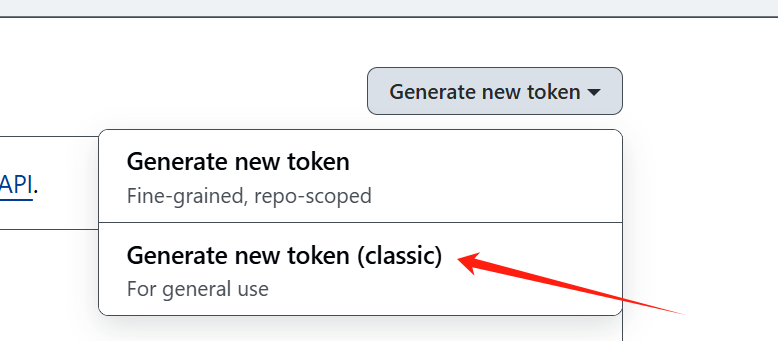 Generate new token
Generate new token
Fine-grained, repo-scoped
API.
Generate new token (classic)
For general use